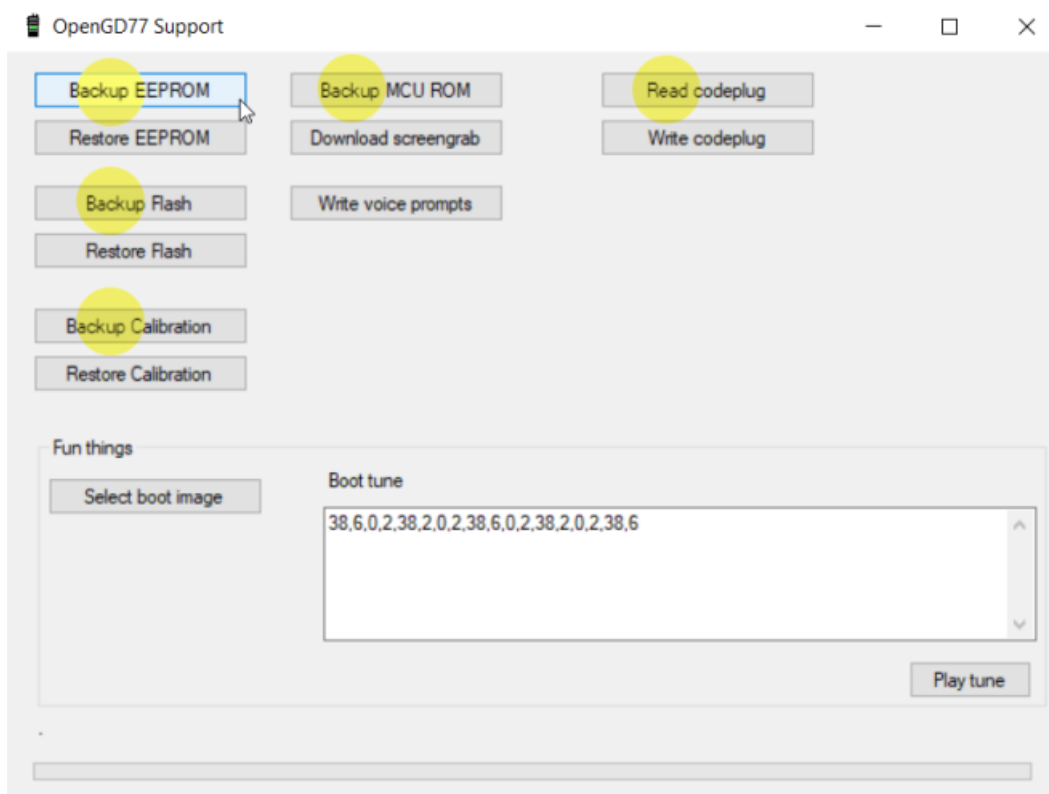 OpenGD77 Support
Backup EEPROM
Backup MCU ROM
Read codeplug
Restore EEPROM
Download screengrab
Write codeplug
Backup Flash
Write voice prompts
Restore Flash
Backup Calibration
Restore Calibration
Fun things
Select boot image
Boot tune
38,6,0,2,38,2,0,2,38,6,0,2,38,2,0,2,38,6
Play tune
.